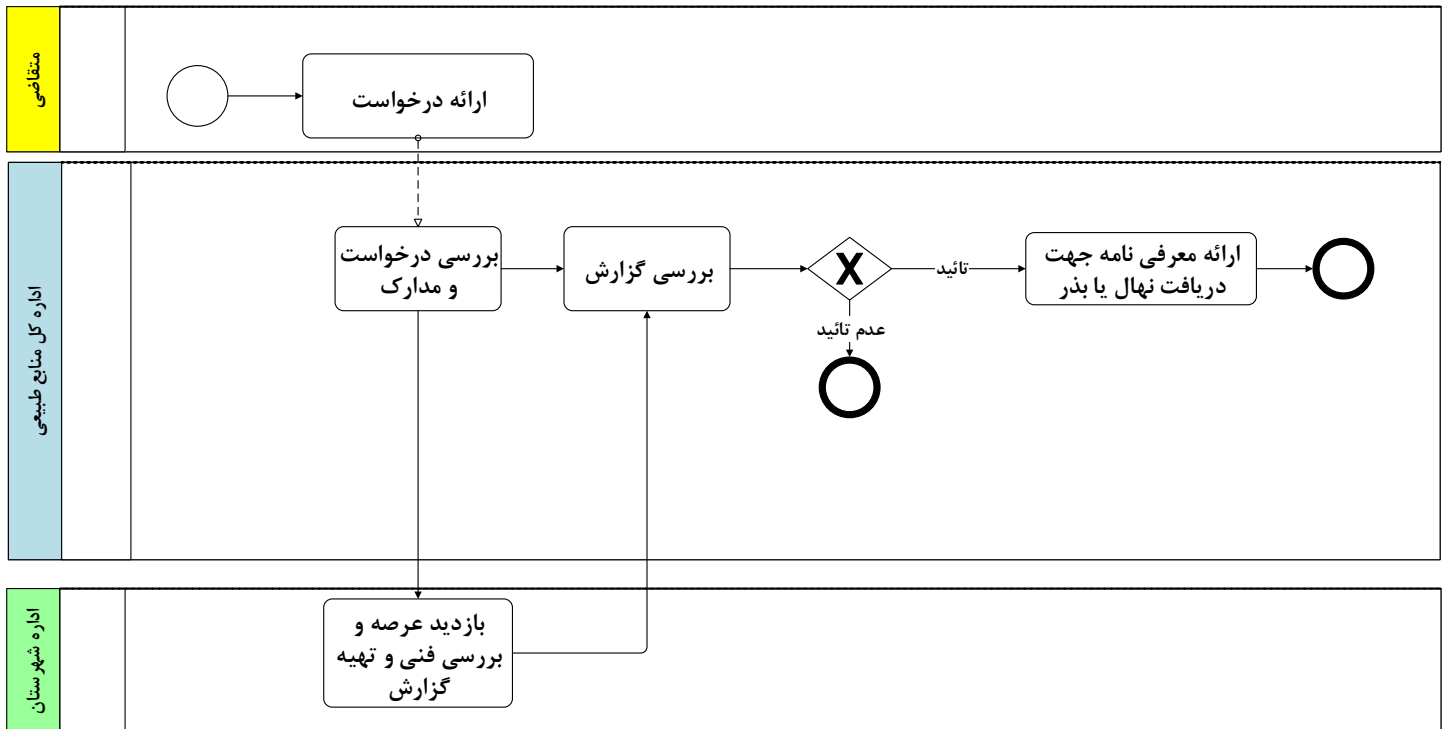 متقاضی
ارائه درخواست
اداره کل منابع طبیعی
بررسی درخواست
و مدارک
بررسی گزارش
X
تائید
ارائه معرفی نامه جهت
دریافت نهال یا بذر
عدم تائید
اداره شهرستان
بازدید عرصه و
بررسی فنی و تهیه
گزارش